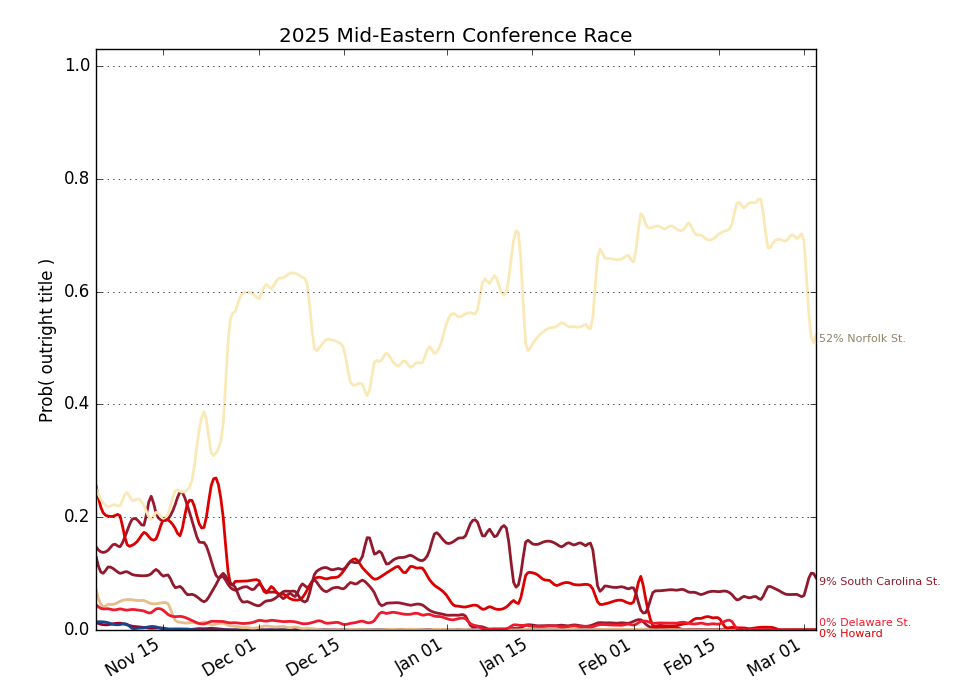 2025 Mid-Eastern Conference Race
Prob( outright title )
1.0
0.8
0.6
0.4
0.2
0.0
52% Norfolk St.
9% South Carolina St.
0% Delaware St.
0% Howard
Nov 15
Dec 01
Dec 15
Jan 01
Jan 15
Feb 01
Feb 15
Mar 01